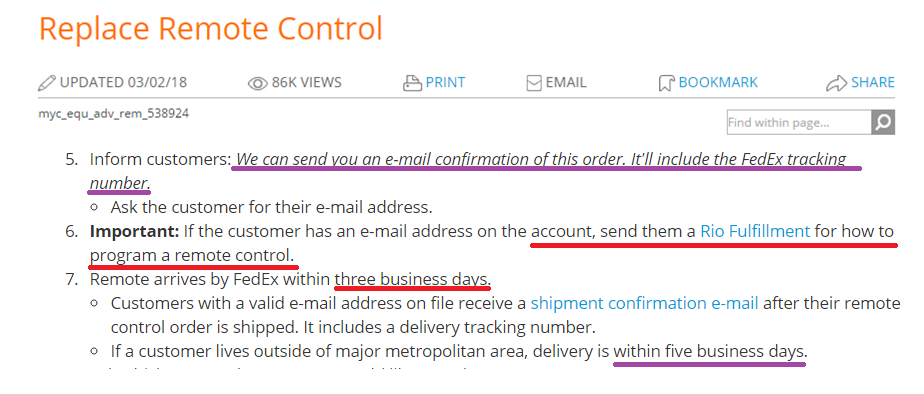 Replace Remote Control
UPDATED 03/02/18 86K VIEWS PRINT EMAIL BOOKMARK SHARE
myc_equ_adv_rem_538924
Find within page...
5. Inform customers: We can send you an e-mail confirmation of this order. It'll include the FedEx tracking
number.
○ Ask the customer for their e-mail address.
6. Important: If the customer has an e-mail address on the account, send them a Rio Fulfillment for how to
program a remote control.
7. Remote arrives by FedEx within three business days.
○ Customers with a valid e-mail address on file receive a shipment confirmation e-mail after their remote
control order is shipped. It includes a delivery tracking number.
○ If a customer lives outside of major metropolitan area, delivery is within five business days.